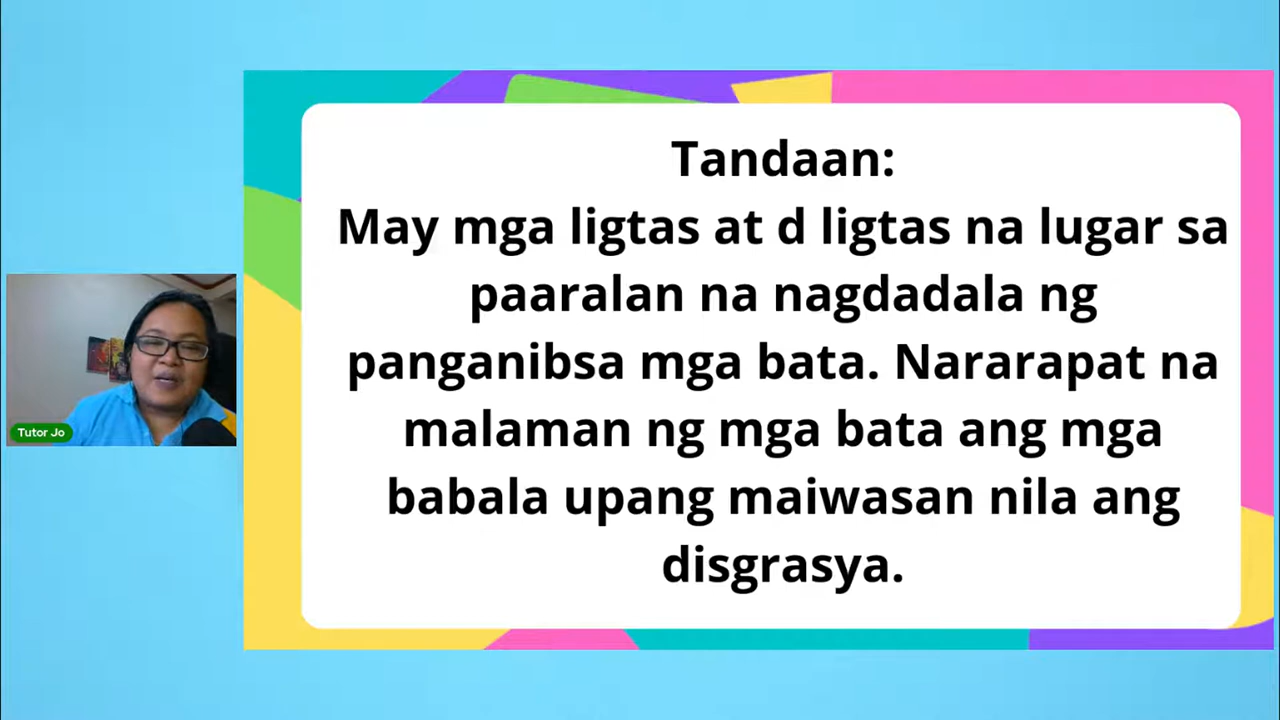 Tandaan:
May mga ligtas at d ligtas na lugar sa
paaralan na nagdadala ng
panganibsa mga bata. Nararapat na
malaman ng mga bata ang mga
babala upang maiwasan nila ang
disgrasya.
Tutor Jo